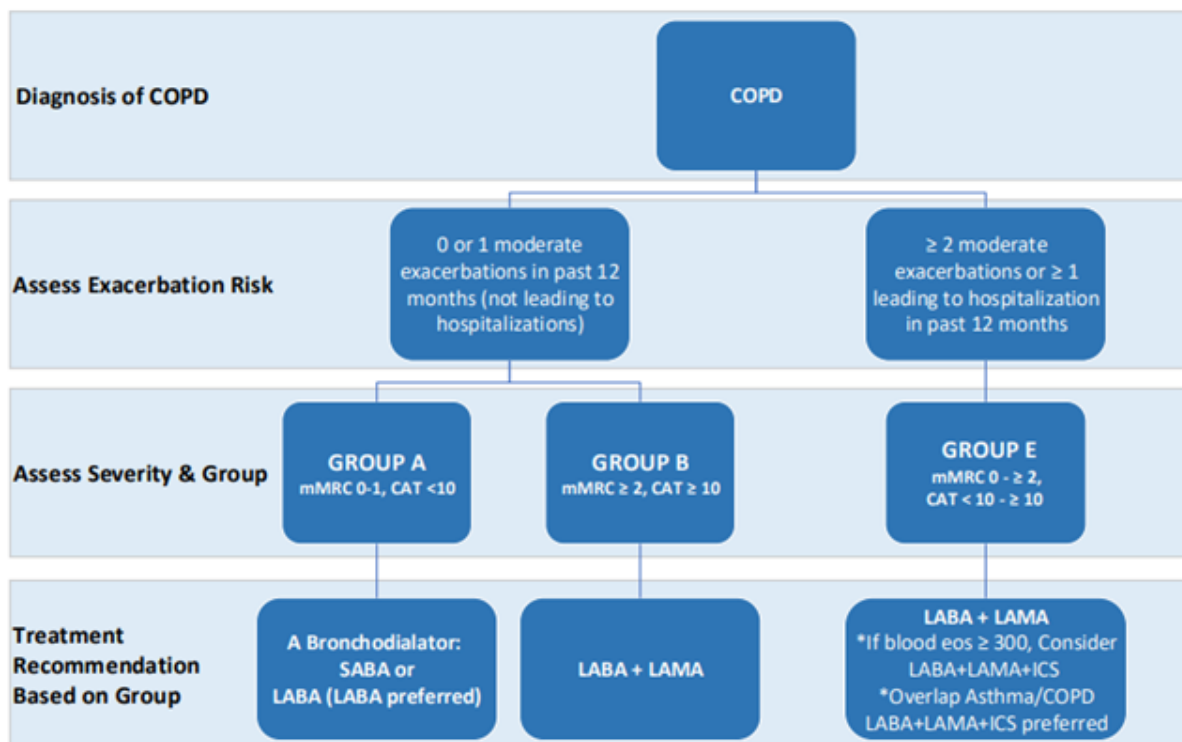 Diagnosis of COPD
COPD
Assess Exacerbation Risk
0 or 1 moderate
exacerbations in past 12
months (not leading to
hospitalizations)
≥ 2 moderate
exacerbations or ≥ 1
leading to hospitalization
in past 12 months
Assess Severity & Group
GROUP A
mMRC 0-1, CAT <10
GROUP B
mMRC ≥ 2, CAT ≥ 10
GROUP E
mMRC 0 - ≥ 2,
CAT < 10 - ≥ 10
Treatment
Recommendation
Based on Group
A Bronchodialator:
SABA or
LABA (LABA preferred)
LABA + LAMA
LABA + LAMA
*If blood eos ≥ 300, Consider
LABA+LAMA+ICS
*Overlap Asthma/COPD
LABA+LAMA+ICS preferred